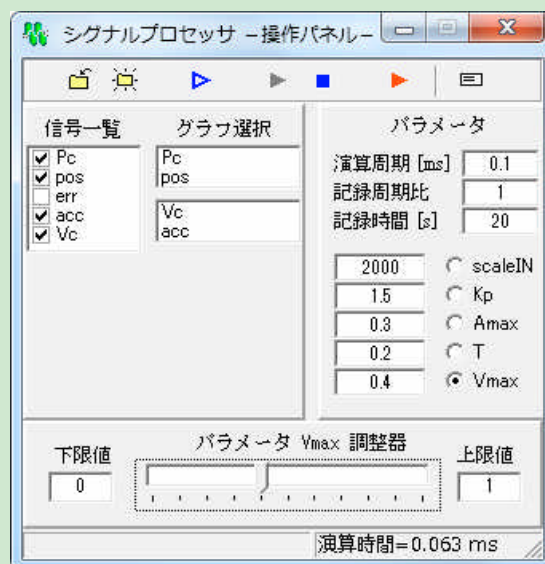 シグナルプロセッサ －操作パネル－
信号一覧
Pc
pos
err
acc
Vc
グラフ選択
Pc
pos
Vc
acc
パラメータ
演算周期 [ms] 0.1
記録周期比 1
記録時間 [s] 20
2000 scaleIN
1.5 Kp
0.3 Amax
0.2 T
0.4 Vmax
パラメータ Vmax 調整器
下限値
0
上限値
1
演算時間=0.063 ms